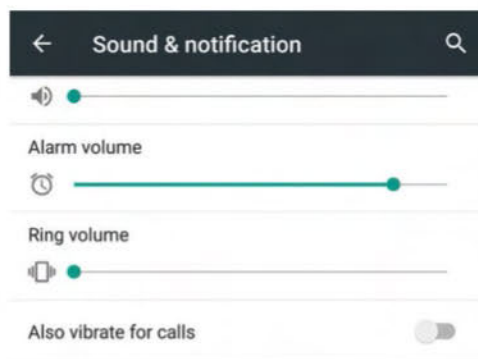 Sound & notification
Alarm volume
Ring volume
Also vibrate for calls